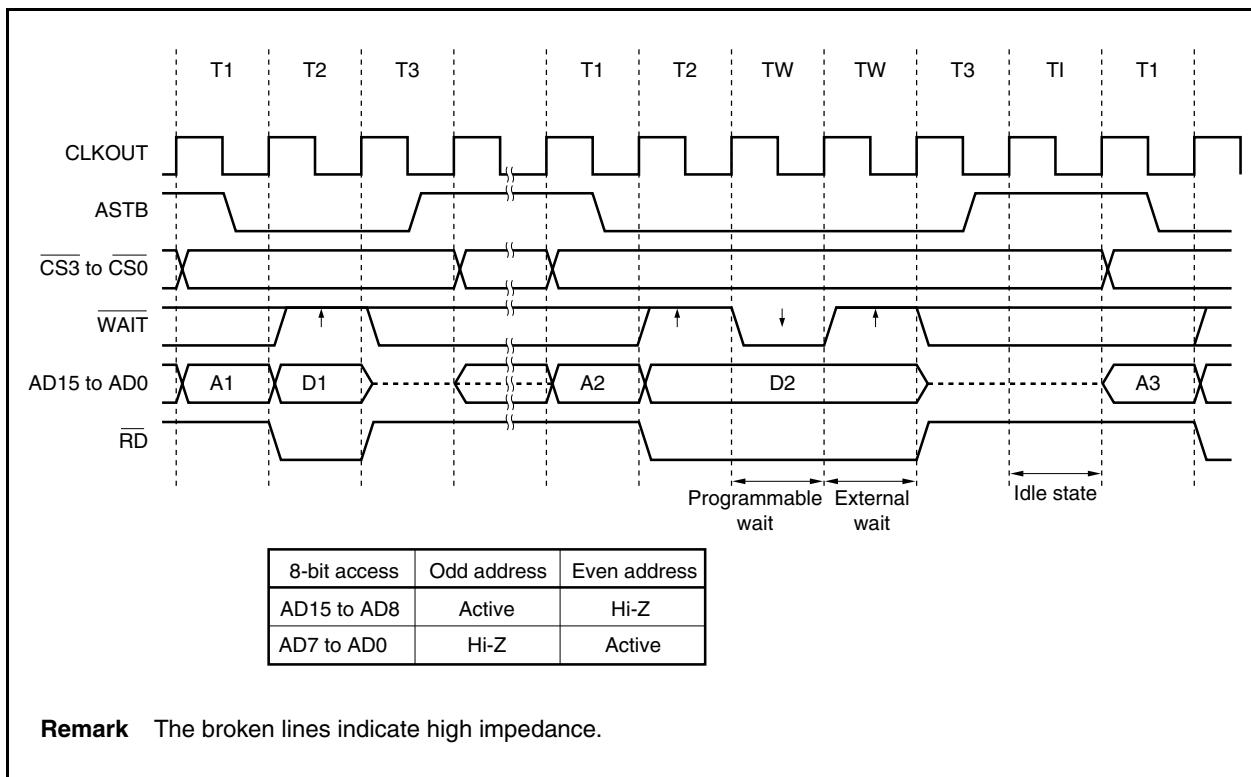 T1 T2 T3 T1 T2 TW TW T3 TI T1
CLKOUT
ASTB
CS3 to CS0
WAIT
AD15 to AD0 A1 D1 A2 D2 A3
RD
Programmable wait
External wait
Idle state
8-bit access Odd address Even address
AD15 to AD8 Active Hi-Z
AD7 to AD0 Hi-Z Active
Remark The broken lines indicate high impedance.